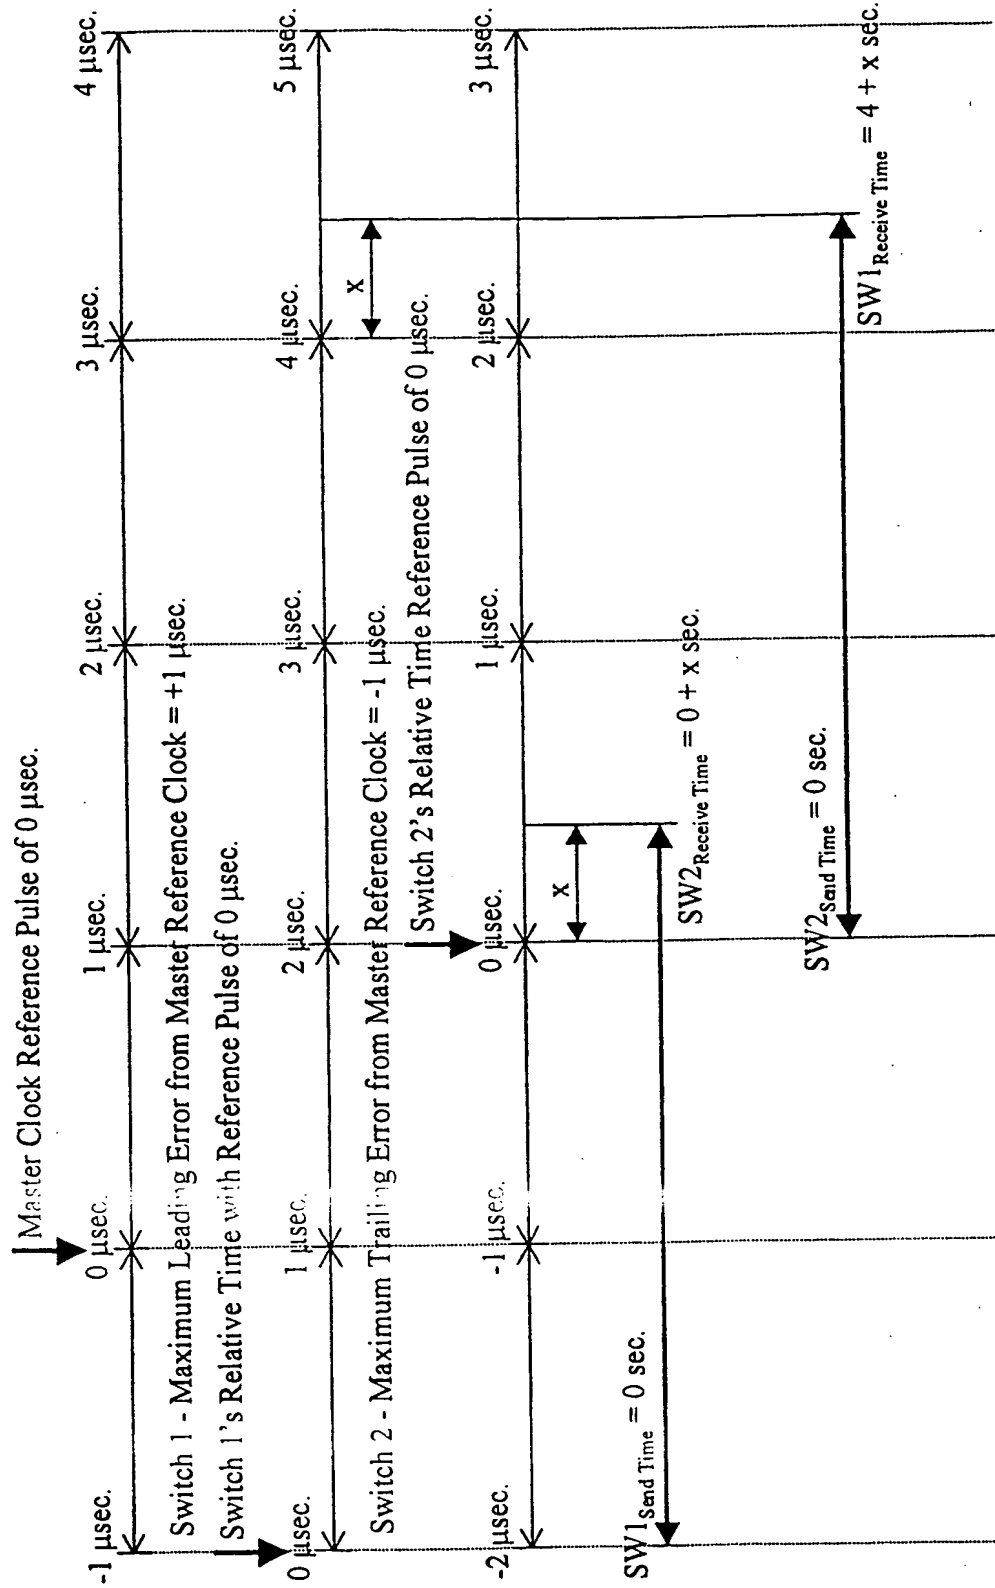 Master Clock Reference Pulse of 0 µsec.
-1 µsec. 0 µsec. 1 µsec. 2 µsec. 3 µsec. 4 µsec.
Switch 1 - Maximum Leading Error from Master Reference Clock = +1 µsec.
Switch 1's Relative Time with Reference Pulse of 0 µsec.
0 µsec. 1 µsec. 2 µsec. 3 µsec. 4 µsec. 5 µsec.
x
Switch 2 - Maximum Trailing Error from Master Reference Clock = -1 µsec.
Switch 2's Relative Time Reference Pulse of 0 µsec.
-2 µsec. -1 µsec. 0 µsec. 1 µsec. 2 µsec. 3 µsec.
x
SW1Send Time = 0 sec.
SW2Receive Time = 0 + x sec.
SW2Send Time = 0 sec.
SW1Receive Time = 4 + x sec.